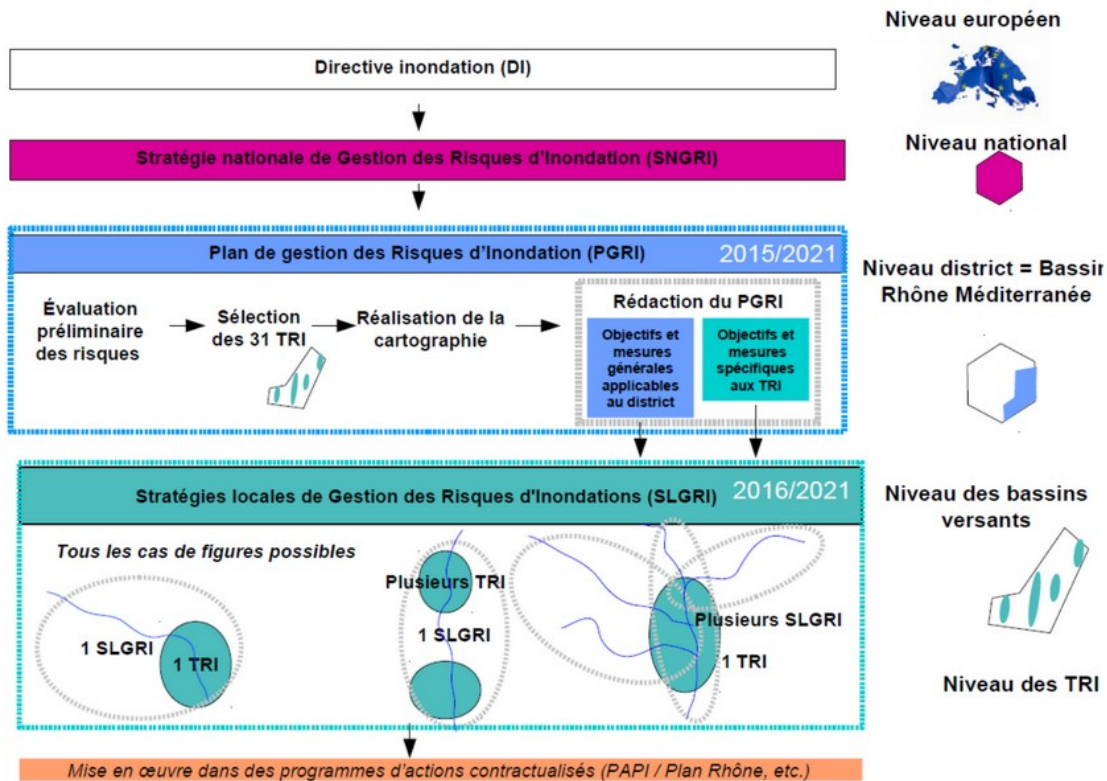 Niveau européen
Directive inondation (DI)
Stratégie nationale de Gestion des Risques d'Inondation (SNGRI)
Niveau national
Plan de gestion des Risques d'Inondation (PGRI) 2015/2021
Niveau district = Bassin
Rhône Méditerranée
Évaluation
préliminaire
des risques
Sélection
des 31 TRI
Réalisation de la
cartographie
Rédaction du PGRI
Objectifs et
mesures
générales
applicables
au district
Objectifs et
mesures
spécifiques
aux TRI
Stratégies locales de Gestion des Risques d'Inondations (SLGRI) 2016/2021
Niveau des bassins
versants
Tous les cas de figures possibles
1 SLGRI
1 TRI
Plusieurs TRI
1 SLGRI
Plusieurs SLGRI
1 TRI
Niveau des TRI
Mise en œuvre dans des programmes d'actions contractualisés (PAPI / Plan Rhône, etc.)